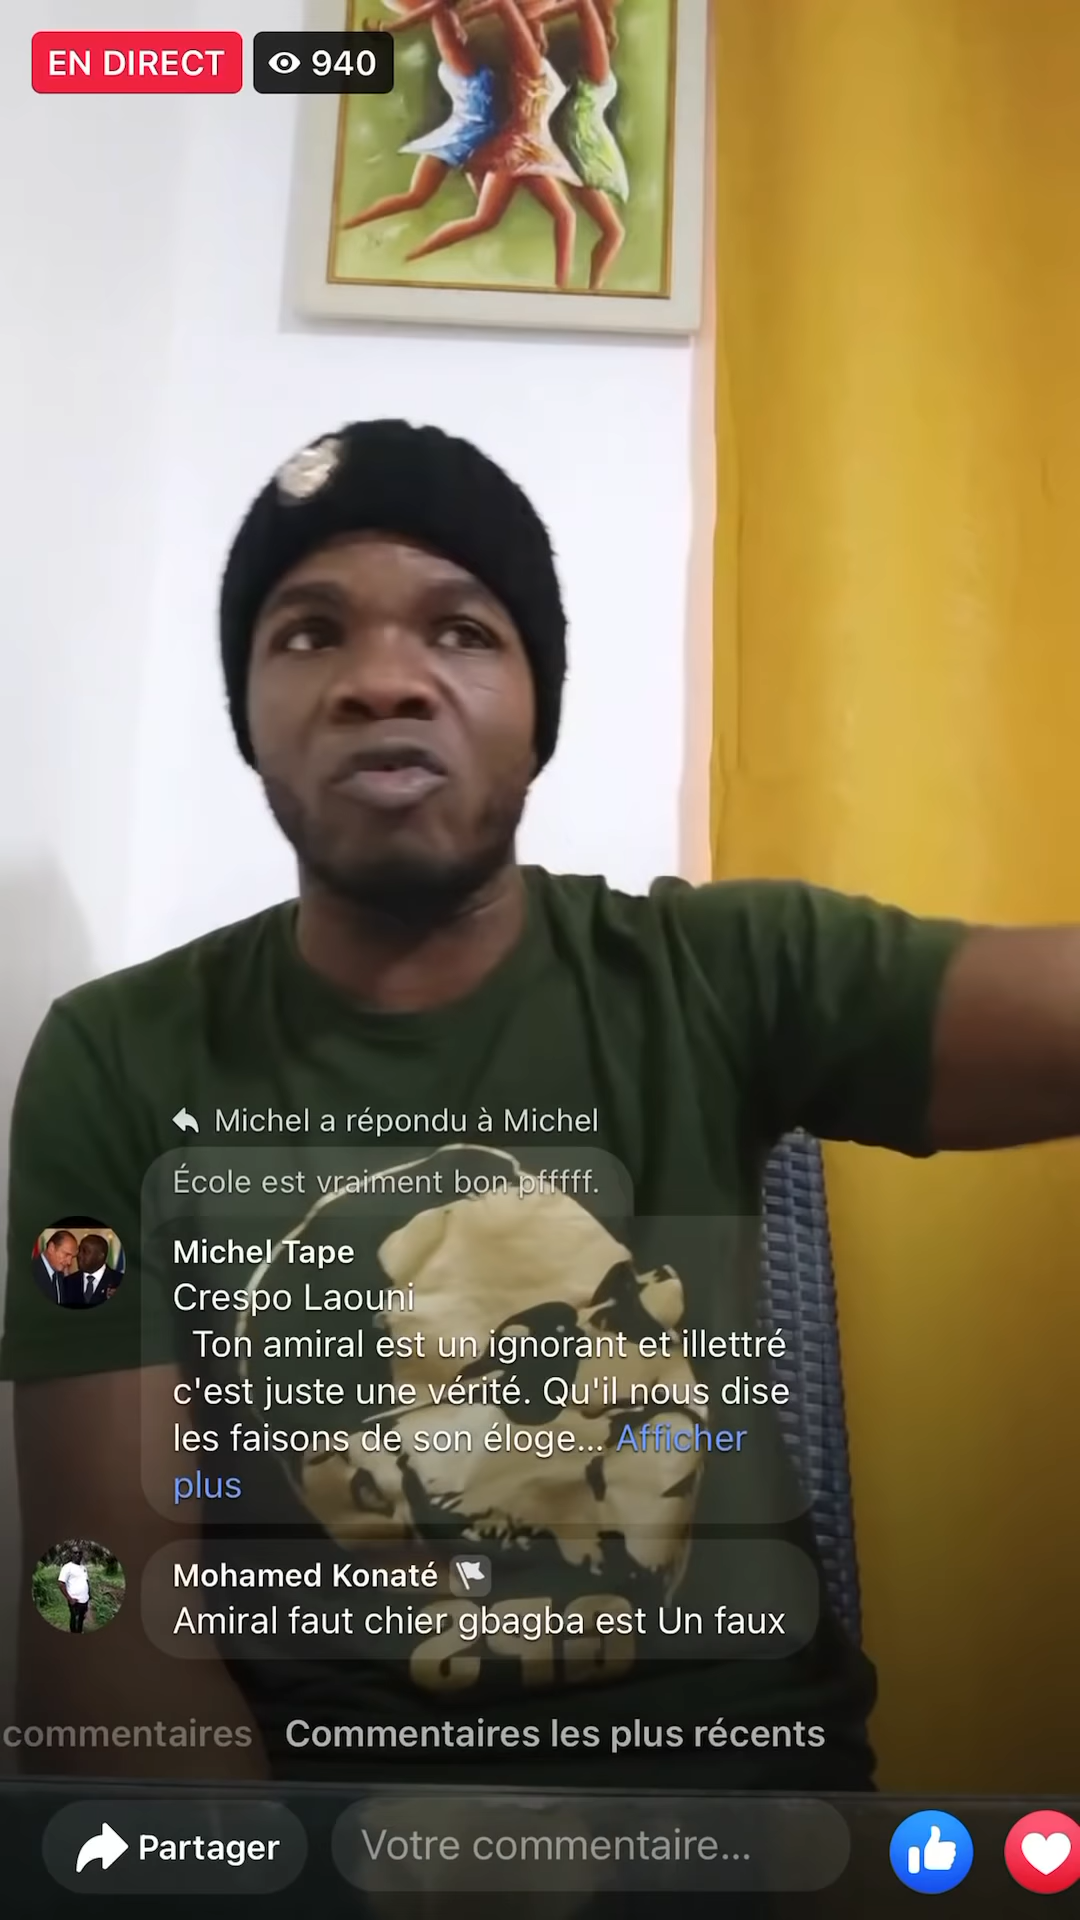 EN DIRECT 940
Michel a répondu à Michel
École est vraiment bon pfffff.
Michel Tape
Crespo Laouni
Ton amiral est un ignorant et illettré
c'est juste une vérité. Qu'il nous dise
les faisons de son éloge... Afficher
plus
Mohamed Konaté
Amiral faut chier gbagba est Un faux
commentaires Commentaires les plus récents
Partager Votre commentaire...